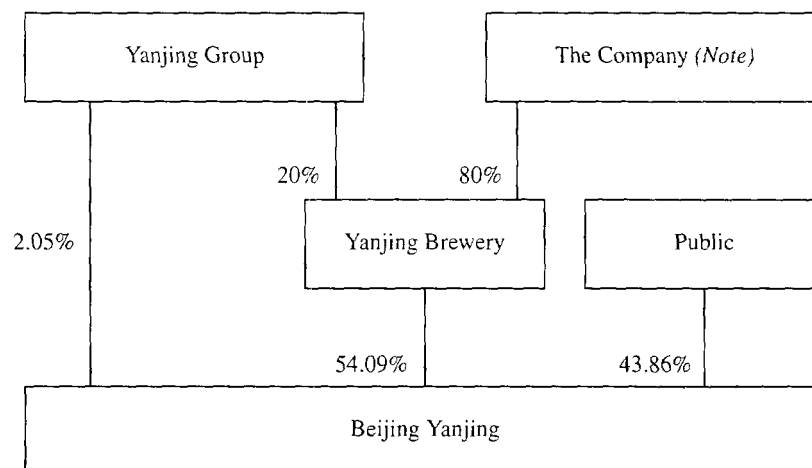 Yanjing Group
The Company (Note)
20%
80%
2.05%
Yanjing Brewery
Public
54.09%
43.86%
Beijing Yanjing